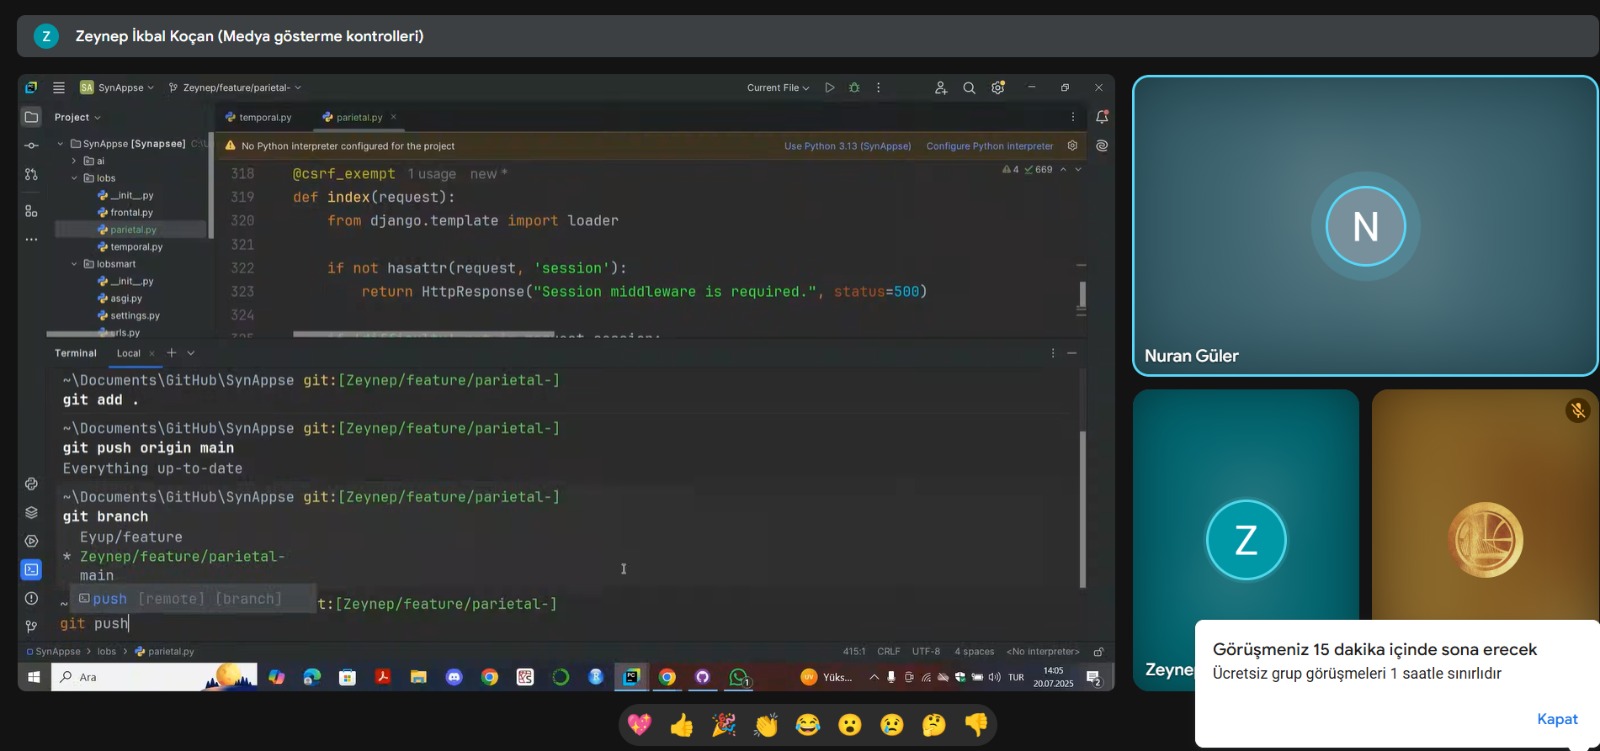 Z Zeynep İkbal Koçan (Medya gösterme kontrolleri)
SA SynAppse Zeynep/feature/parietal- Current File
Project
temporal.py parietal.py
SynAppse [Synapsee]
ai
lobs
__init__.py
frontal.py
parietal.py
temporal.py
lobsmart
__init__.py
asgi.py
settings.py
urls.py
No Python interpreter configured for the project Use Python 3.13 (SynAppse) Configure Python interpreter
4 669
318 @csrf_exempt 1 usage new *
319 def index(request):
320 from django.template import loader
321
322 if not hasattr(request, 'session'):
323 return HttpResponse("Session middleware is required.", status=500)
324
Terminal Local
~\Documents\GitHub\SynAppse git:[Zeynep/feature/parietal-]
git add .
~\Documents\GitHub\SynAppse git:[Zeynep/feature/parietal-]
git push origin main
Everything up-to-date
~\Documents\GitHub\SynAppse git:[Zeynep/feature/parietal-]
git branch
Eyup/feature
* Zeynep/feature/parietal-
main
push [remote] [branch]
~ t:[Zeynep/feature/parietal-]
git push
SynAppse > lobs > parietal.py 415:1 CRLF UTF-8 4 spaces <No interpreter>
Ara Yüks... TUR 14:05
20.07.2025 2
N
Nuran Güler
Z
Zeynep
Görüşmeniz 15 dakika içinde sona erecek
Ücretsiz grup görüşmeleri 1 saatle sınırlıdır
Kapat